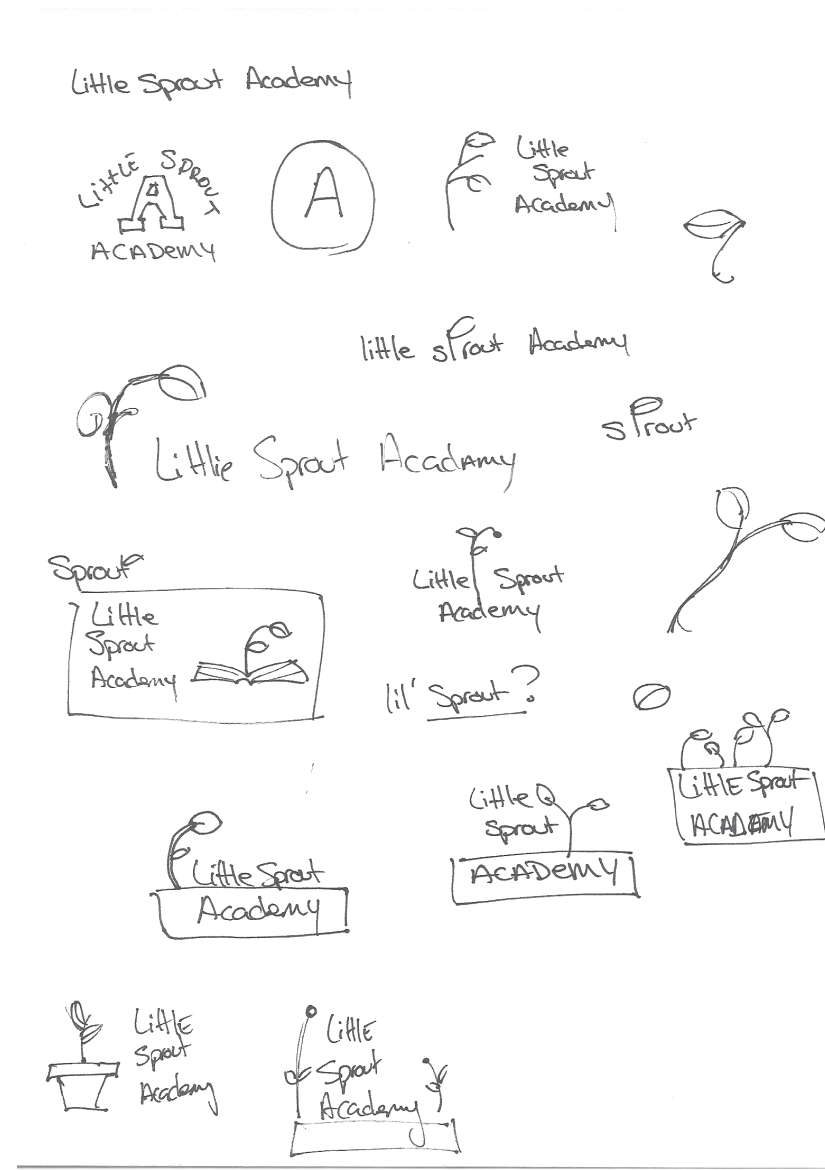 Little Sprout Academy
LITTLE SPROUT
A
ACADEMY
A
Little
Sprout
Academy
little sprout Academy
sprout
Littlie Sprout Academy
Sprout
Little
Sprout
Academy
Little Sprout
Academy
lil' Sprout?
LittlE Sprout
ACADEMY
Little
Sprout
ACADEMY
Little Sprout
Academy
LittlE
Sprout
Academy
LittlE
Sprout
Academy